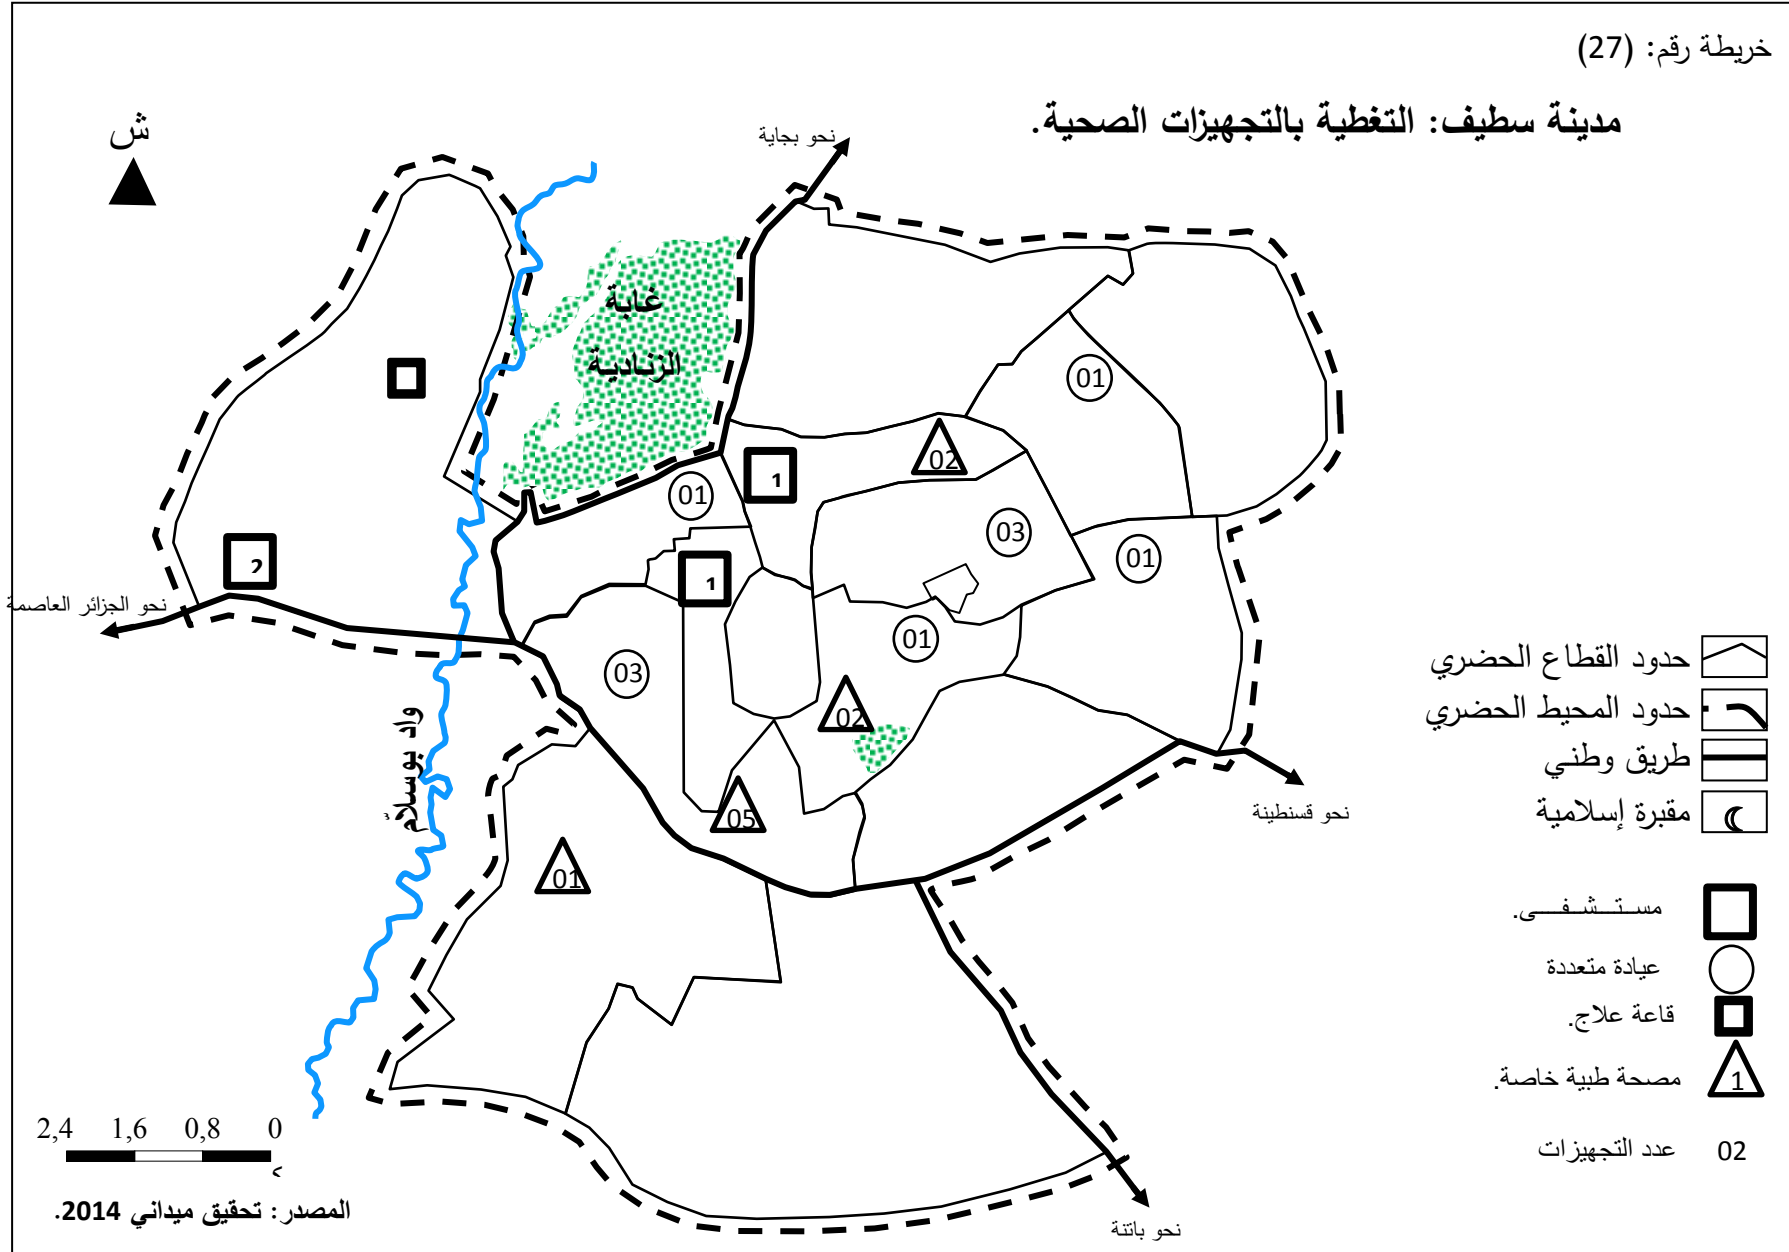 خريطة رقم: (27)
مدينة سطيف: التغطية بالتجهيزات الصحية.
ش
نحو بجاية
غابة
الزنادية
01
02
1
01
03
01
2
1
نحو الجزائر العاصمة
01
03
02
واد بوسلام
05
01
نحو قسنطينة
نحو باتنة
حدود القطاع الحضري
حدود المحيط الحضري
طريق وطني
مقبرة إسلامية
مستشفى.
عيادة متعددة
قاعة علاج.
مصحة طبية خاصة.
1
عدد التجهيزات
02
2,4 1,6 0,8 0
المصدر: تحقيق ميداني 2014.